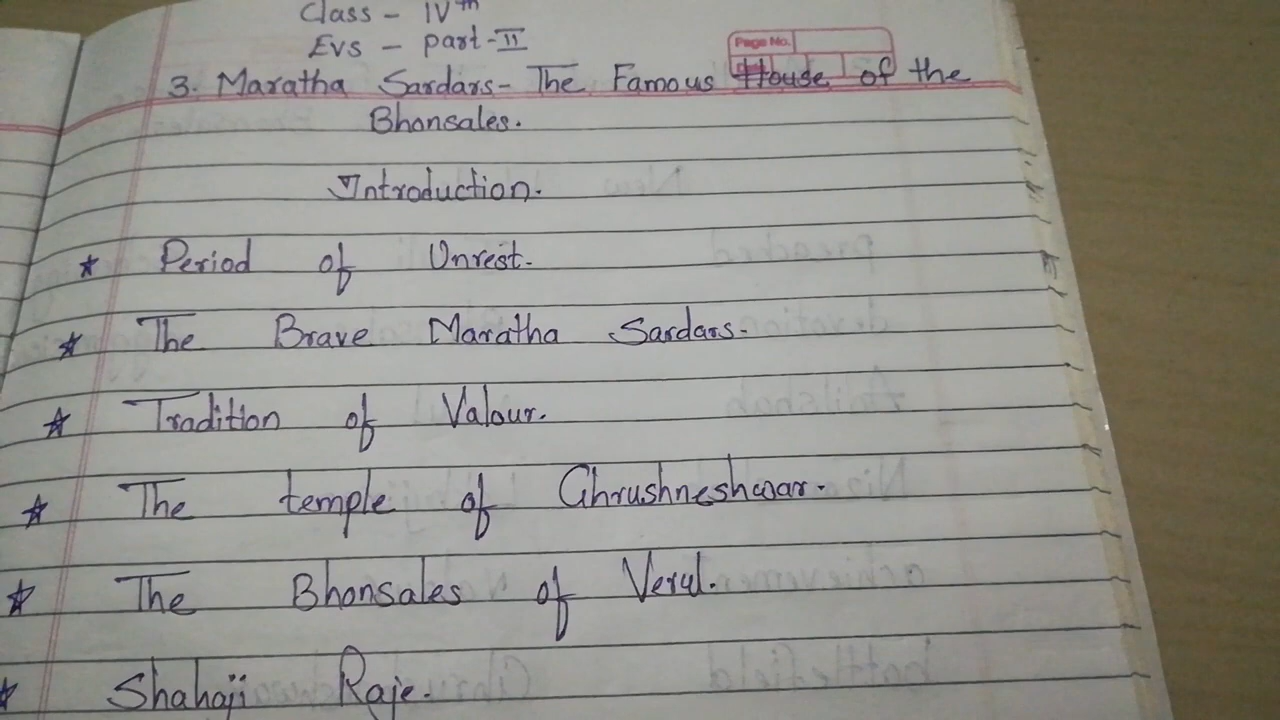 Class - IVth
Evs - Part-II
Page No.
3. Maratha Sardars- The Famous House of the
Bhonsales.
Introduction.
☆ Period of Unrest.
☆ The Brave Maratha Sardars.
☆ Tradition of Valour.
☆ The temple of Ghrushneshwar.
☆ The Bhonsales of Verul.
☆ Shahaji Raje.